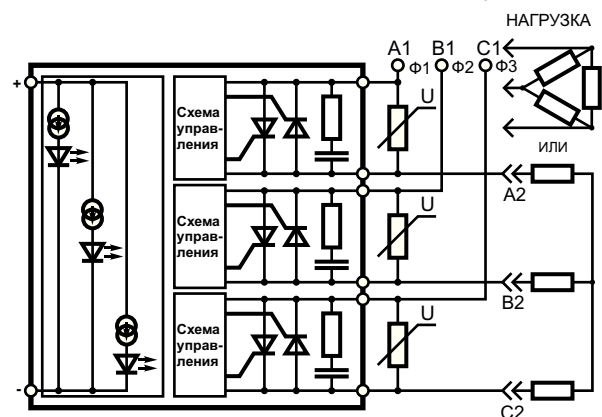 НАГРУЗКА
A1 B1 C1
Ф1 Ф2 Ф3
+
Схема
управ-
ления
U
ИЛИ
A2
Схема
управ-
ления
U
B2
Схема
управ-
ления
U
-
C2